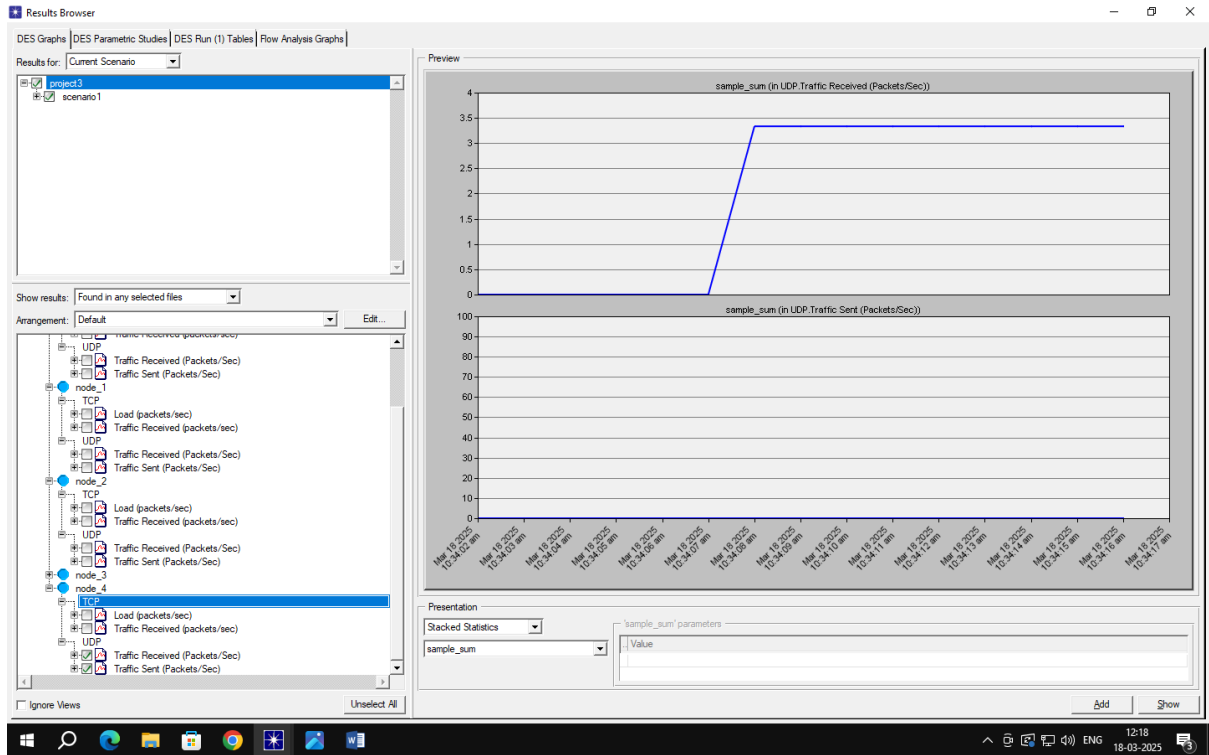 Results Browser
DES Graphs DES Parametric Studies DES Run (1) Tables Flow Analysis Graphs
Results for: Current Scenario
project3
scenario1
Show results: Found in any selected files
Arrangement: Default Edit...
Traffic Received (packets/sec)
UDP
Traffic Received (Packets/Sec)
Traffic Sent (Packets/Sec)
node_1
TCP
Load (packets/sec)
Traffic Received (packets/sec)
UDP
Traffic Received (Packets/Sec)
Traffic Sent (Packets/Sec)
node_2
TCP
Load (packets/sec)
Traffic Received (packets/sec)
UDP
Traffic Received (Packets/Sec)
Traffic Sent (Packets/Sec)
node_3
node_4
TCP
Load (packets/sec)
Traffic Received (packets/sec)
UDP
Traffic Received (Packets/Sec)
Traffic Sent (Packets/Sec)
Ignore Views Unselect All
Preview
sample_sum (in UDP.Traffic Received (Packets/Sec))
4
3.5
3
2.5
2
1.5
1
0.5
0
sample_sum (in UDP.Traffic Sent (Packets/Sec))
100
90
80
70
60
50
40
30
20
10
0
Mar 18 2025
10:34:02 am
Mar 18 2025
10:34:03 am
Mar 18 2025
10:34:04 am
Mar 18 2025
10:34:05 am
Mar 18 2025
10:34:06 am
Mar 18 2025
10:34:07 am
Mar 18 2025
10:34:08 am
Mar 18 2025
10:34:09 am
Mar 18 2025
10:34:10 am
Mar 18 2025
10:34:11 am
Mar 18 2025
10:34:12 am
Mar 18 2025
10:34:13 am
Mar 18 2025
10:34:14 am
Mar 18 2025
10:34:15 am
Mar 18 2025
10:34:16 am
Mar 18 2025
10:34:17 am
Presentation
Stacked Statistics
sample_sum
'sample_sum' parameters
... Value
Add Show
ENG
12:18
18-03-2025
3